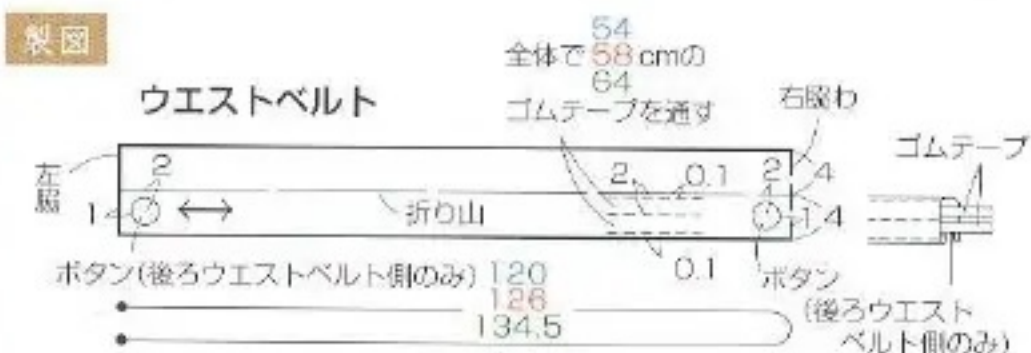 製図
ウエストベルト
54
全体で58cmの
64
ゴムテープを通す
右脇わ
ゴムテープ
左脇
2
2
0.1
2
4
1
折り山
1
4
0.1
ボタン(後ろウエストベルト側のみ)
ボタン
(後ろウエスト
ベルト側のみ)
120
126
134.5